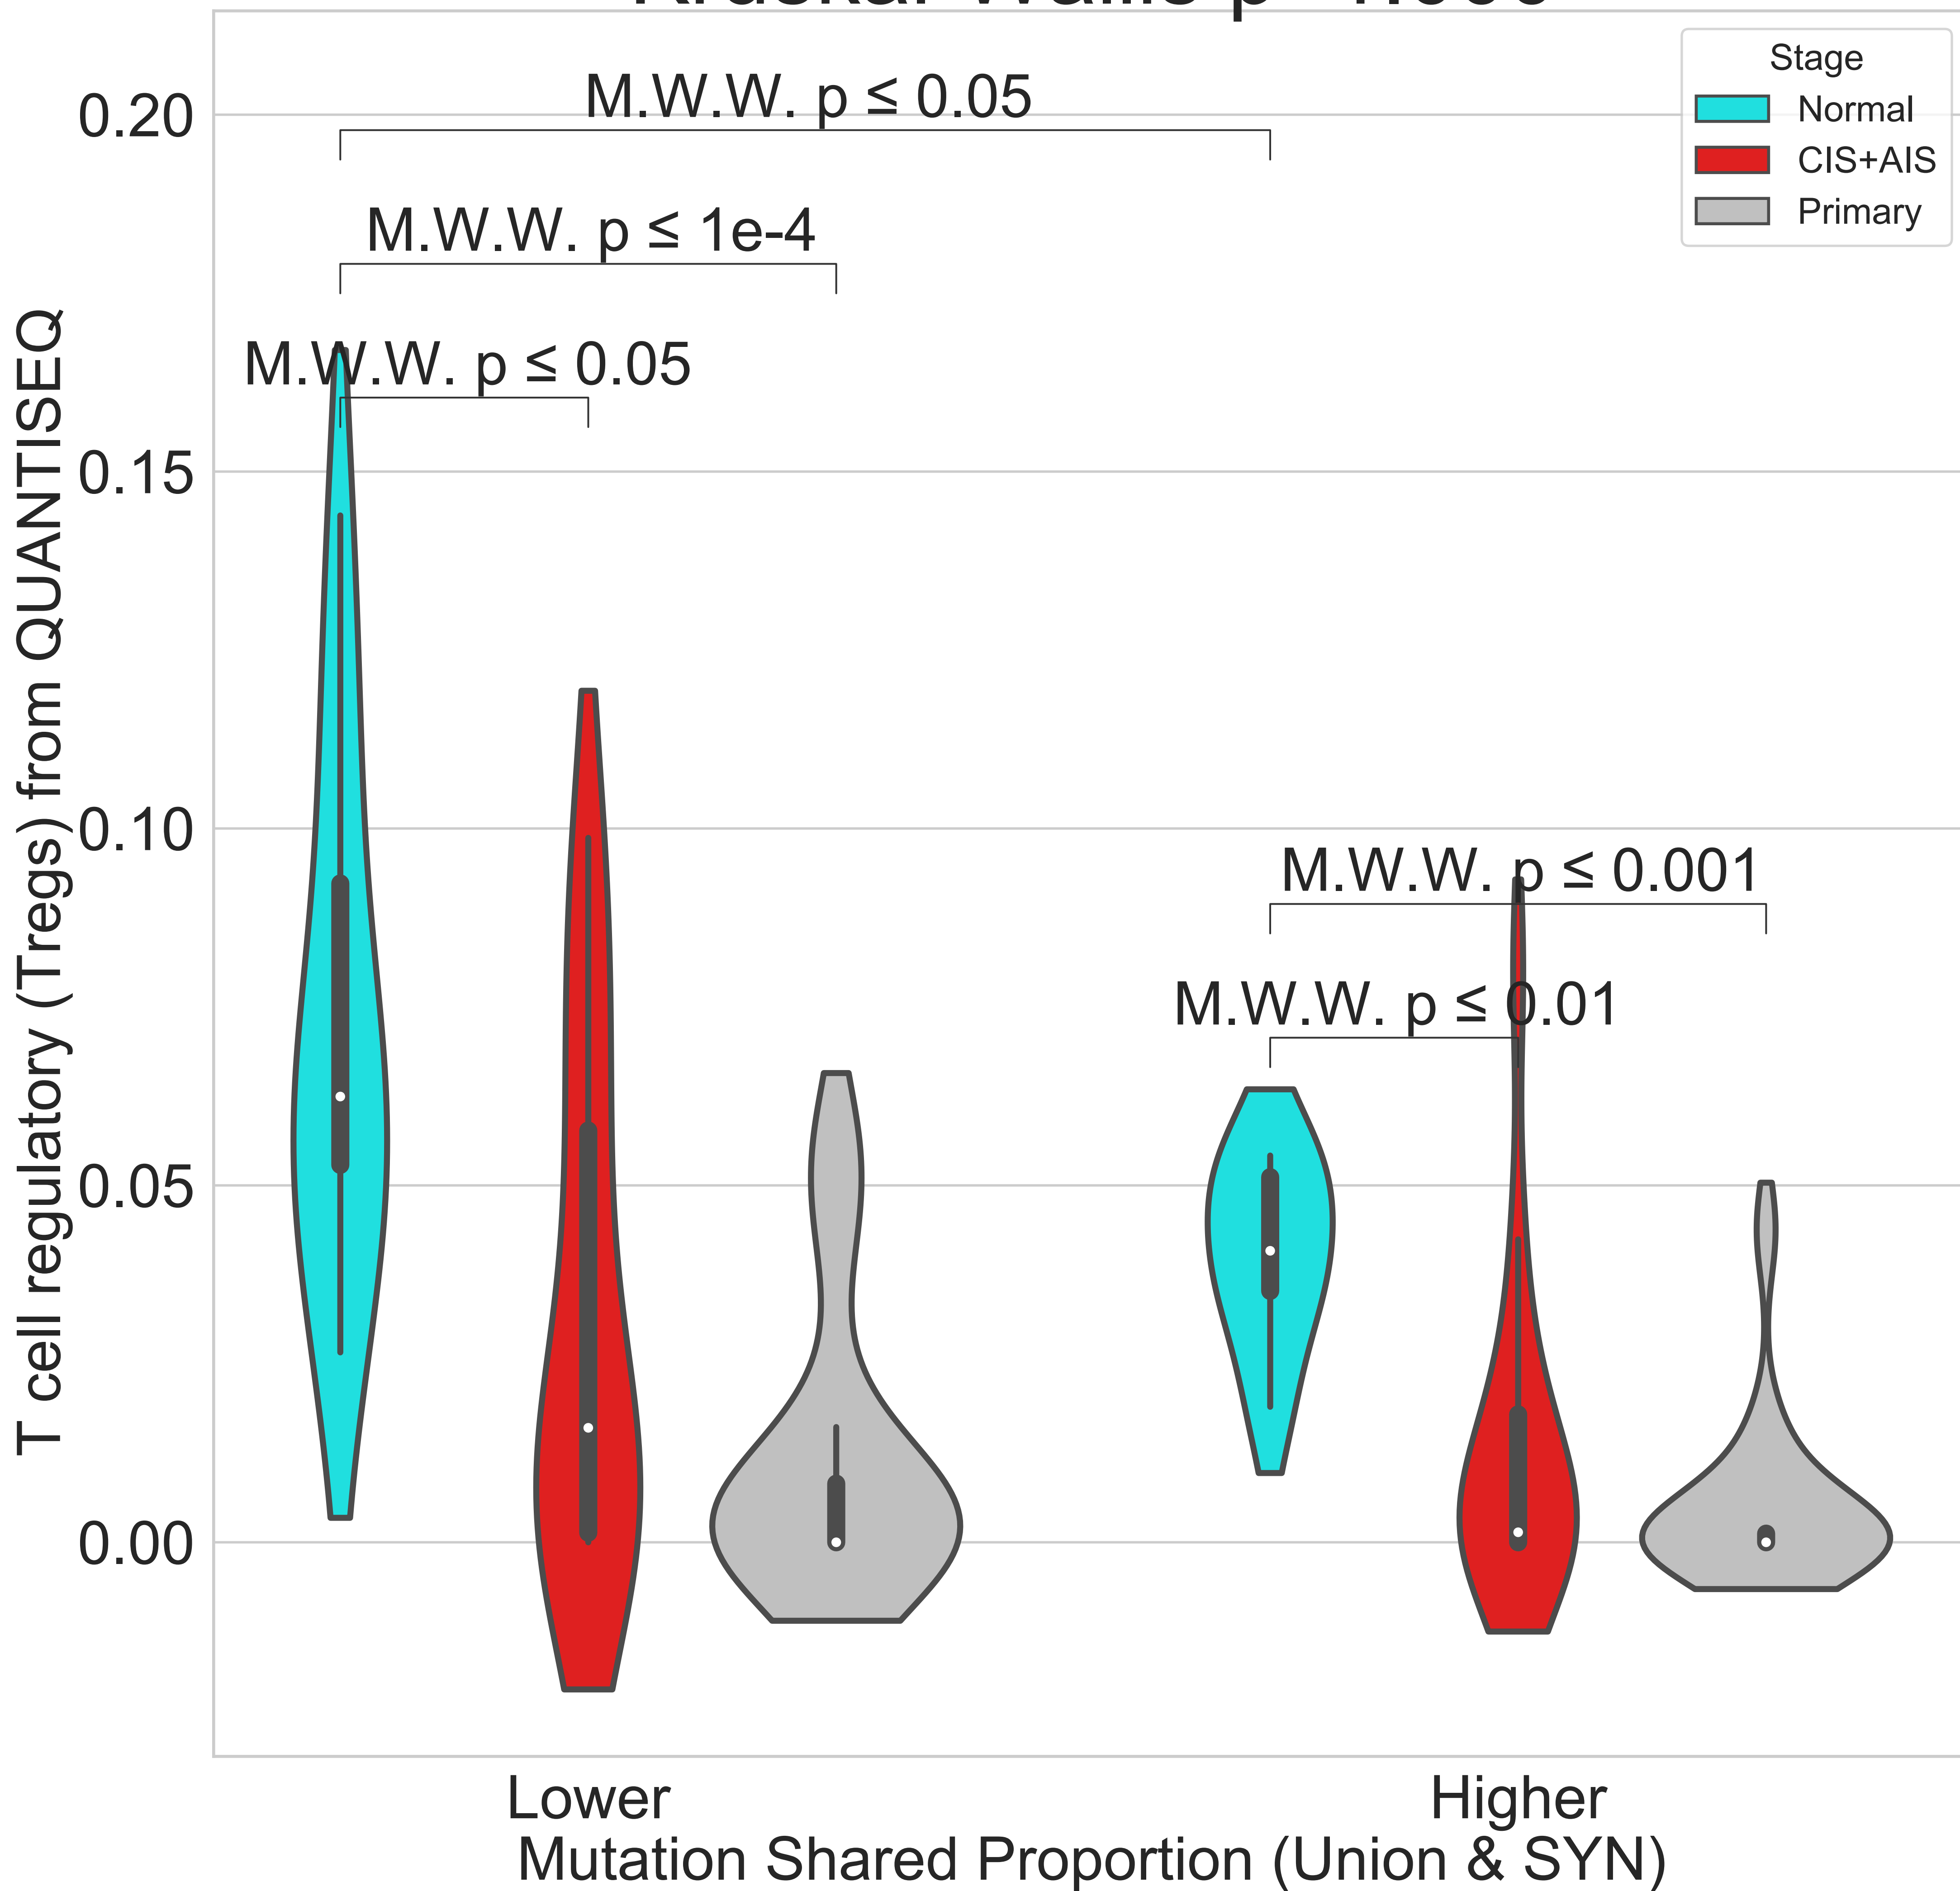 Stage
Normal
CIS+AIS
Primary
M.W.W. p ≤ 0.05
M.W.W. p ≤ 1e-4
M.W.W. p ≤ 0.05
M.W.W. p ≤ 0.001
M.W.W. p ≤ 0.01
T cell regulatory (Tregs) from QUANTISEQ
0.20
0.15
0.10
0.05
0.00
Lower
Higher
Mutation Shared Proportion (Union & SYN)